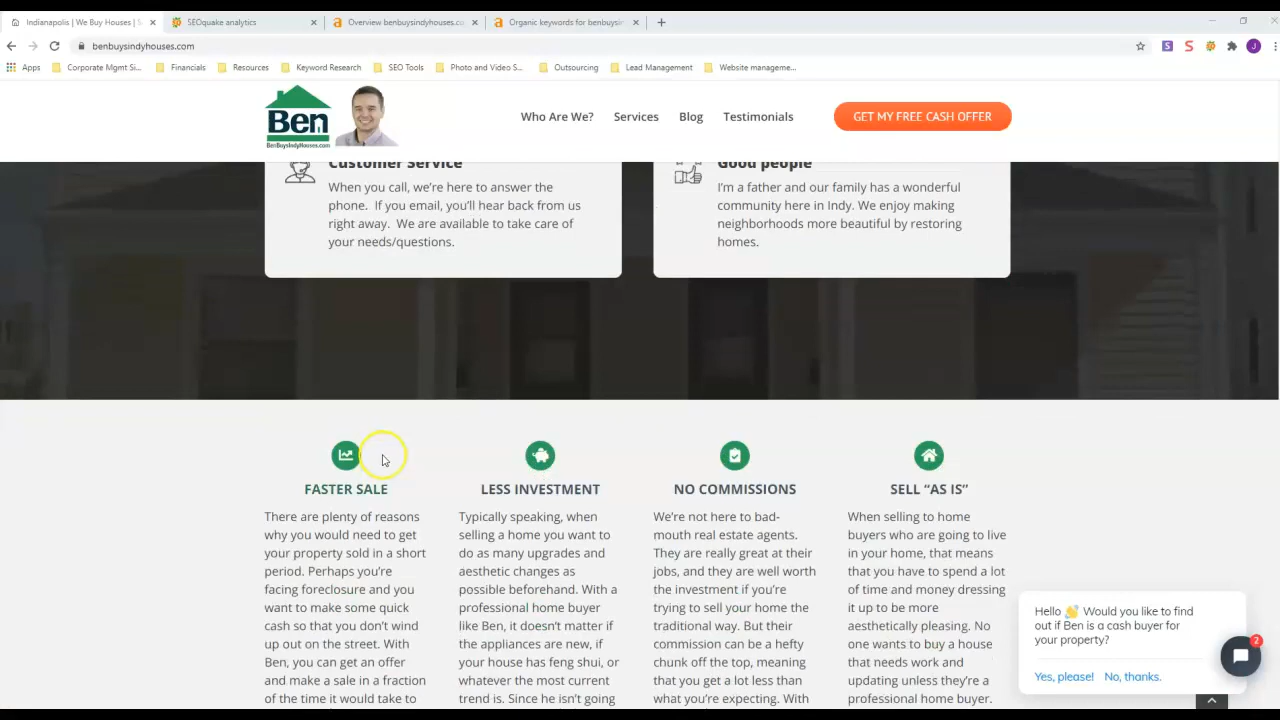 Indianapolis | We Buy Houses | S
SEOquake analytics
Overview benbuysindyhouses.co
Organic keywords for benbuysin
benbuysindyhouses.com
Apps
Corporate Mgmt Si...
Financials
Resources
Keyword Research
SEO Tools
Photo and Video S...
Outsourcing
Lead Management
Website manageme...
Ben
BenBuysIndyHouses.com
Who Are We?
Services
Blog
Testimonials
GET MY FREE CASH OFFER
Customer Service
When you call, we're here to answer the
phone. If you email, you'll hear back from us
right away. We are available to take care of
your needs/questions.
Good people
I'm a father and our family has a wonderful
community here in Indy. We enjoy making
neighborhoods more beautiful by restoring
homes.
FASTER SALE
There are plenty of reasons
why you would need to get
your property sold in a short
period. Perhaps you're
facing foreclosure and you
want to make some quick
cash so that you don't wind
up out on the street. With
Ben, you can get an offer
and make a sale in a fraction
of the time it would take to
LESS INVESTMENT
Typically speaking, when
selling a home you want to
do as many upgrades and
aesthetic changes as
possible beforehand. With a
professional home buyer
like Ben, it doesn't matter if
the appliances are new, if
your house has feng shui, or
whatever the most current
trend is. Since he isn't going
NO COMMISSIONS
We're not here to bad-
mouth real estate agents.
They are really great at their
jobs, and they are well worth
the investment if you're
trying to sell your home the
traditional way. But their
commission can be a hefty
chunk off the top, meaning
that you get a lot less than
what you're expecting. With
SELL “AS IS”
When selling to home
buyers who are going to live
in your home, that means
that you have to spend a lot
of time and money dressing
it up to be more
aesthetically pleasing. No
one wants to buy a house
that needs work and
updating unless they're a
professional home buyer.
Hello 👋 Would you like to find
out if Ben is a cash buyer for
your property?
Yes, please! No, thanks.
2
J